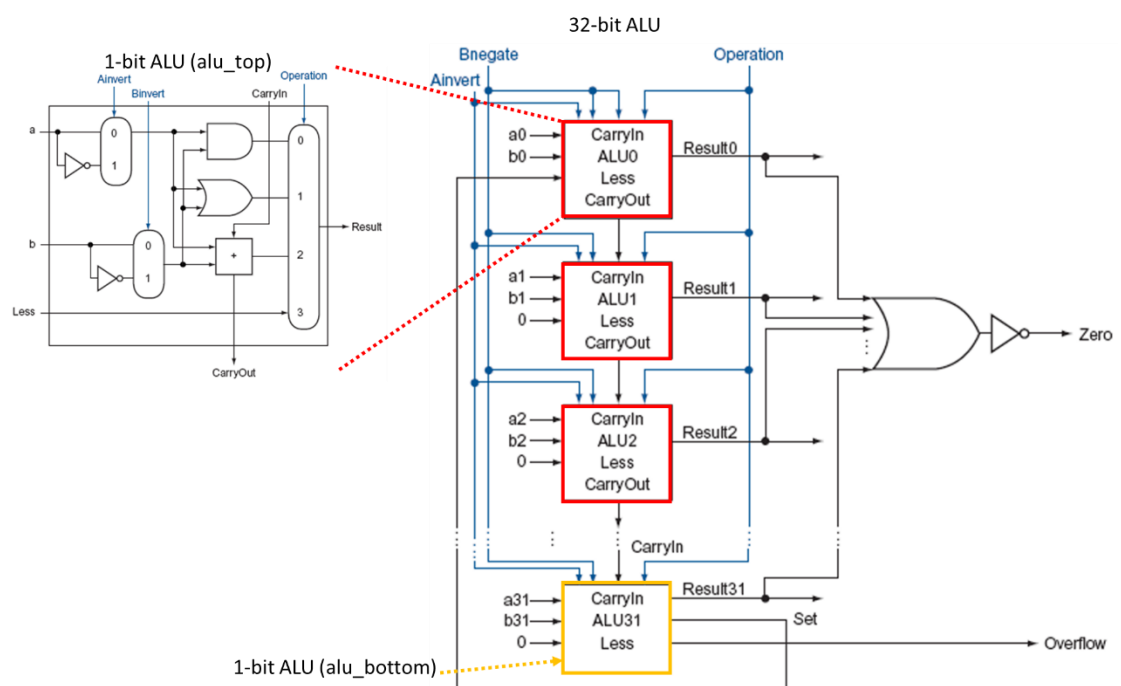 32-bit ALU
1-bit ALU (alu_top)
Ainvert
Binvert
CarryIn
Operation
a
0
1
b
0
1
+
0
1
2
3
Less
Result
CarryOut
Bnegate
Ainvert
Operation
a0
b0
CarryIn
ALU0
Less
CarryOut
Result0
a1
b1
0
CarryIn
ALU1
Less
CarryOut
Result1
a2
b2
0
CarryIn
ALU2
Less
CarryOut
Result2
Zero
CarryIn
a31
b31
0
CarryIn
ALU31
Less
Result31
Set
Overflow
1-bit ALU (alu_bottom)